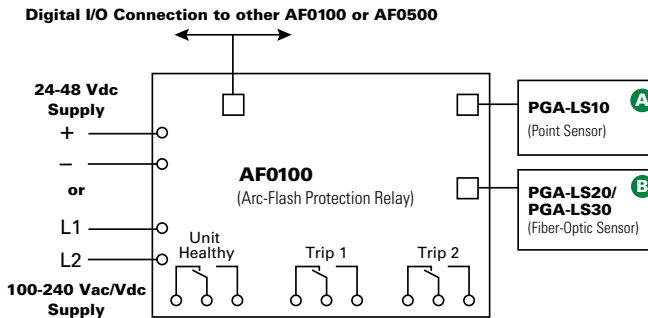 Digital I/O Connection to other AF0100 or AF0500
24-48 Vdc
Supply
+
–
or
L1
L2
100-240 Vac/Vdc
Supply
AF0100
(Arc-Flash Protection Relay)
Unit
Healthy
Trip 1
Trip 2
PGA-LS10
A
(Point Sensor)
PGA-LS20/
B
PGA-LS30
(Fiber-Optic Sensor)